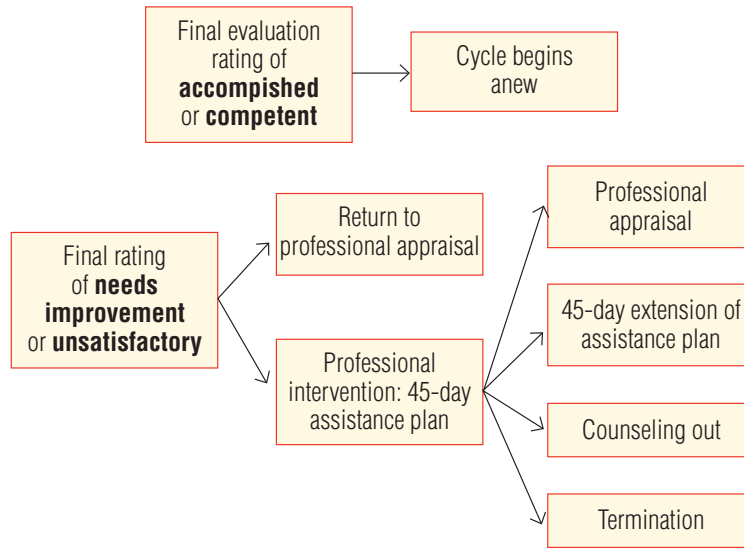 Final evaluation
rating of
accompished
or competent
Cycle begins
anew
Final rating
of needs
improvement
or unsatisfactory
Return to
professional appraisal
Professional
intervention: 45-day
assistance plan
Professional
appraisal
45-day extension of
assistance plan
Counseling out
Termination